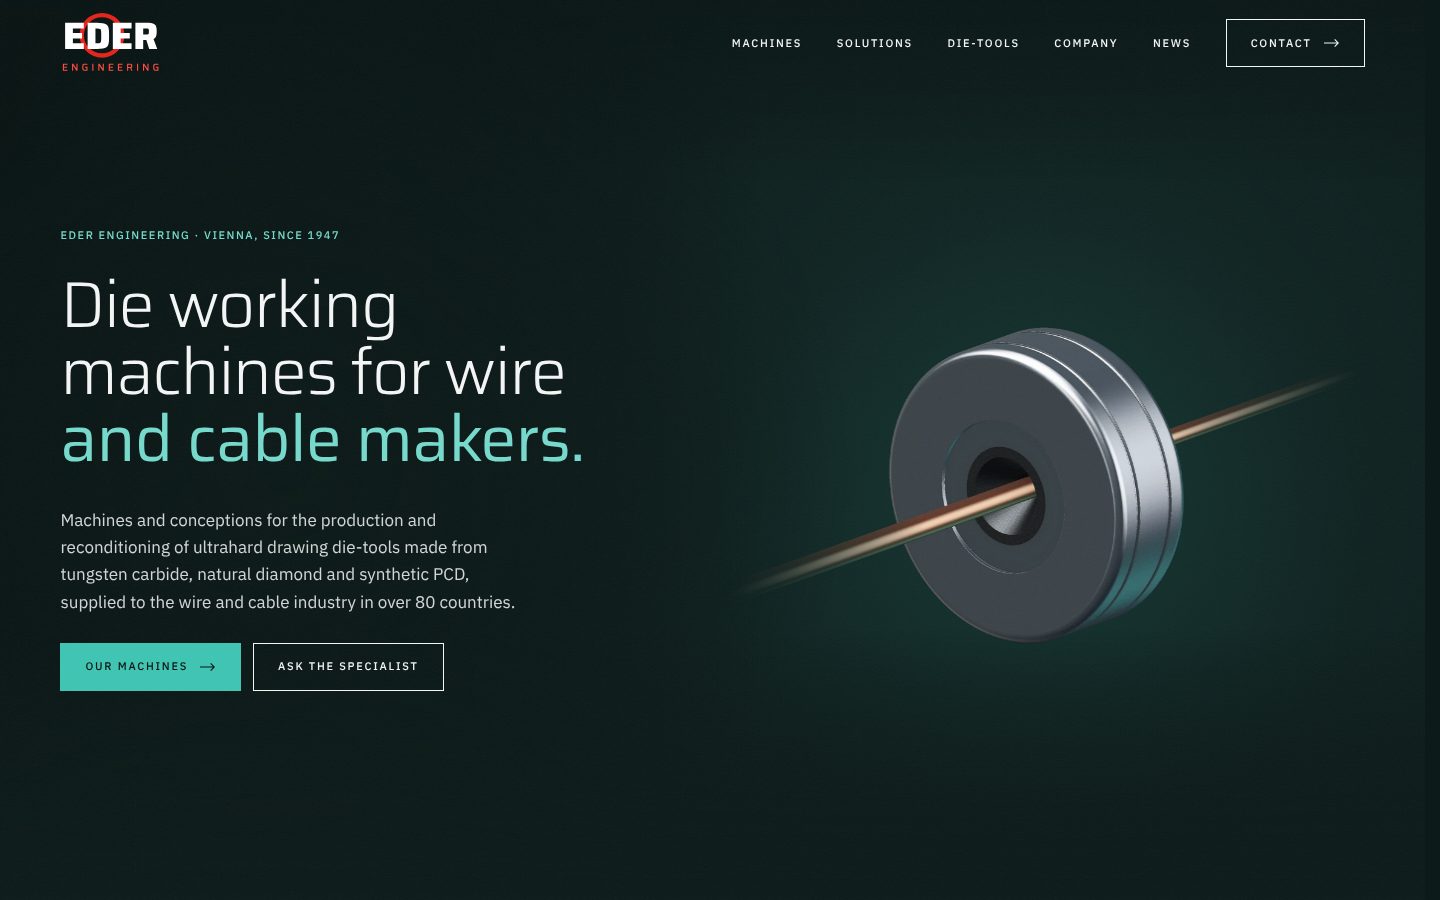 EDER
ENGINEERING
MACHINES
SOLUTIONS
DIE-TOOLS
COMPANY
NEWS
CONTACT
EDER ENGINEERING · VIENNA, SINCE 1947
Die working
machines for wire
and cable makers.
Machines and conceptions for the production and
reconditioning of ultrahard drawing die-tools made from
tungsten carbide, natural diamond and synthetic PCD,
supplied to the wire and cable industry in over 80 countries.
OUR MACHINES
ASK THE SPECIALIST